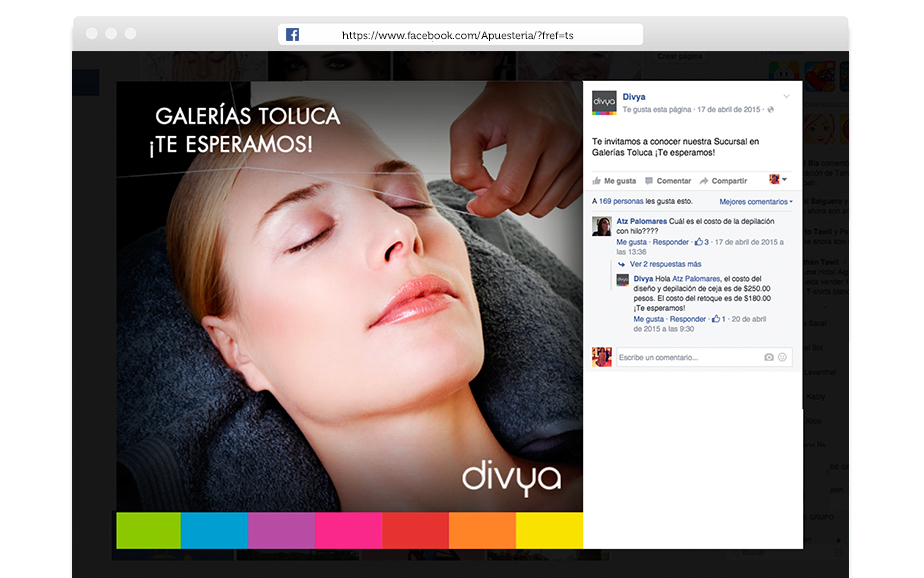 https://www.facebook.com/Apuesteria/?fref=ts
Crear página
GALERÍAS TOLUCA
¡TE ESPERAMOS!
divya
divya
Divya
Te gusta esta página · 17 de abril de 2015 ·
Te invitamos a conocer nuestra Sucursal en
Galerías Toluca ¡Te esperamos!
Me gusta Comentar Compartir
A 169 personas les gusta esto. Mejores comentarios
Atz Palomares Cuál es el costo de la depilación
con hilo????
Me gusta · Responder · 3 · 17 de abril de 2015 a
las 13:36
Ver 2 respuestas más
Divya Hola Atz Palomares, el costo del
diseño y depilación de ceja es de $250.00
pesos. El costo del retoque es de $180.00
¡Te esperamos!
Me gusta · Responder · 1 · 20 de abril
de 2015 a las 9:30
Escribe un comentario...